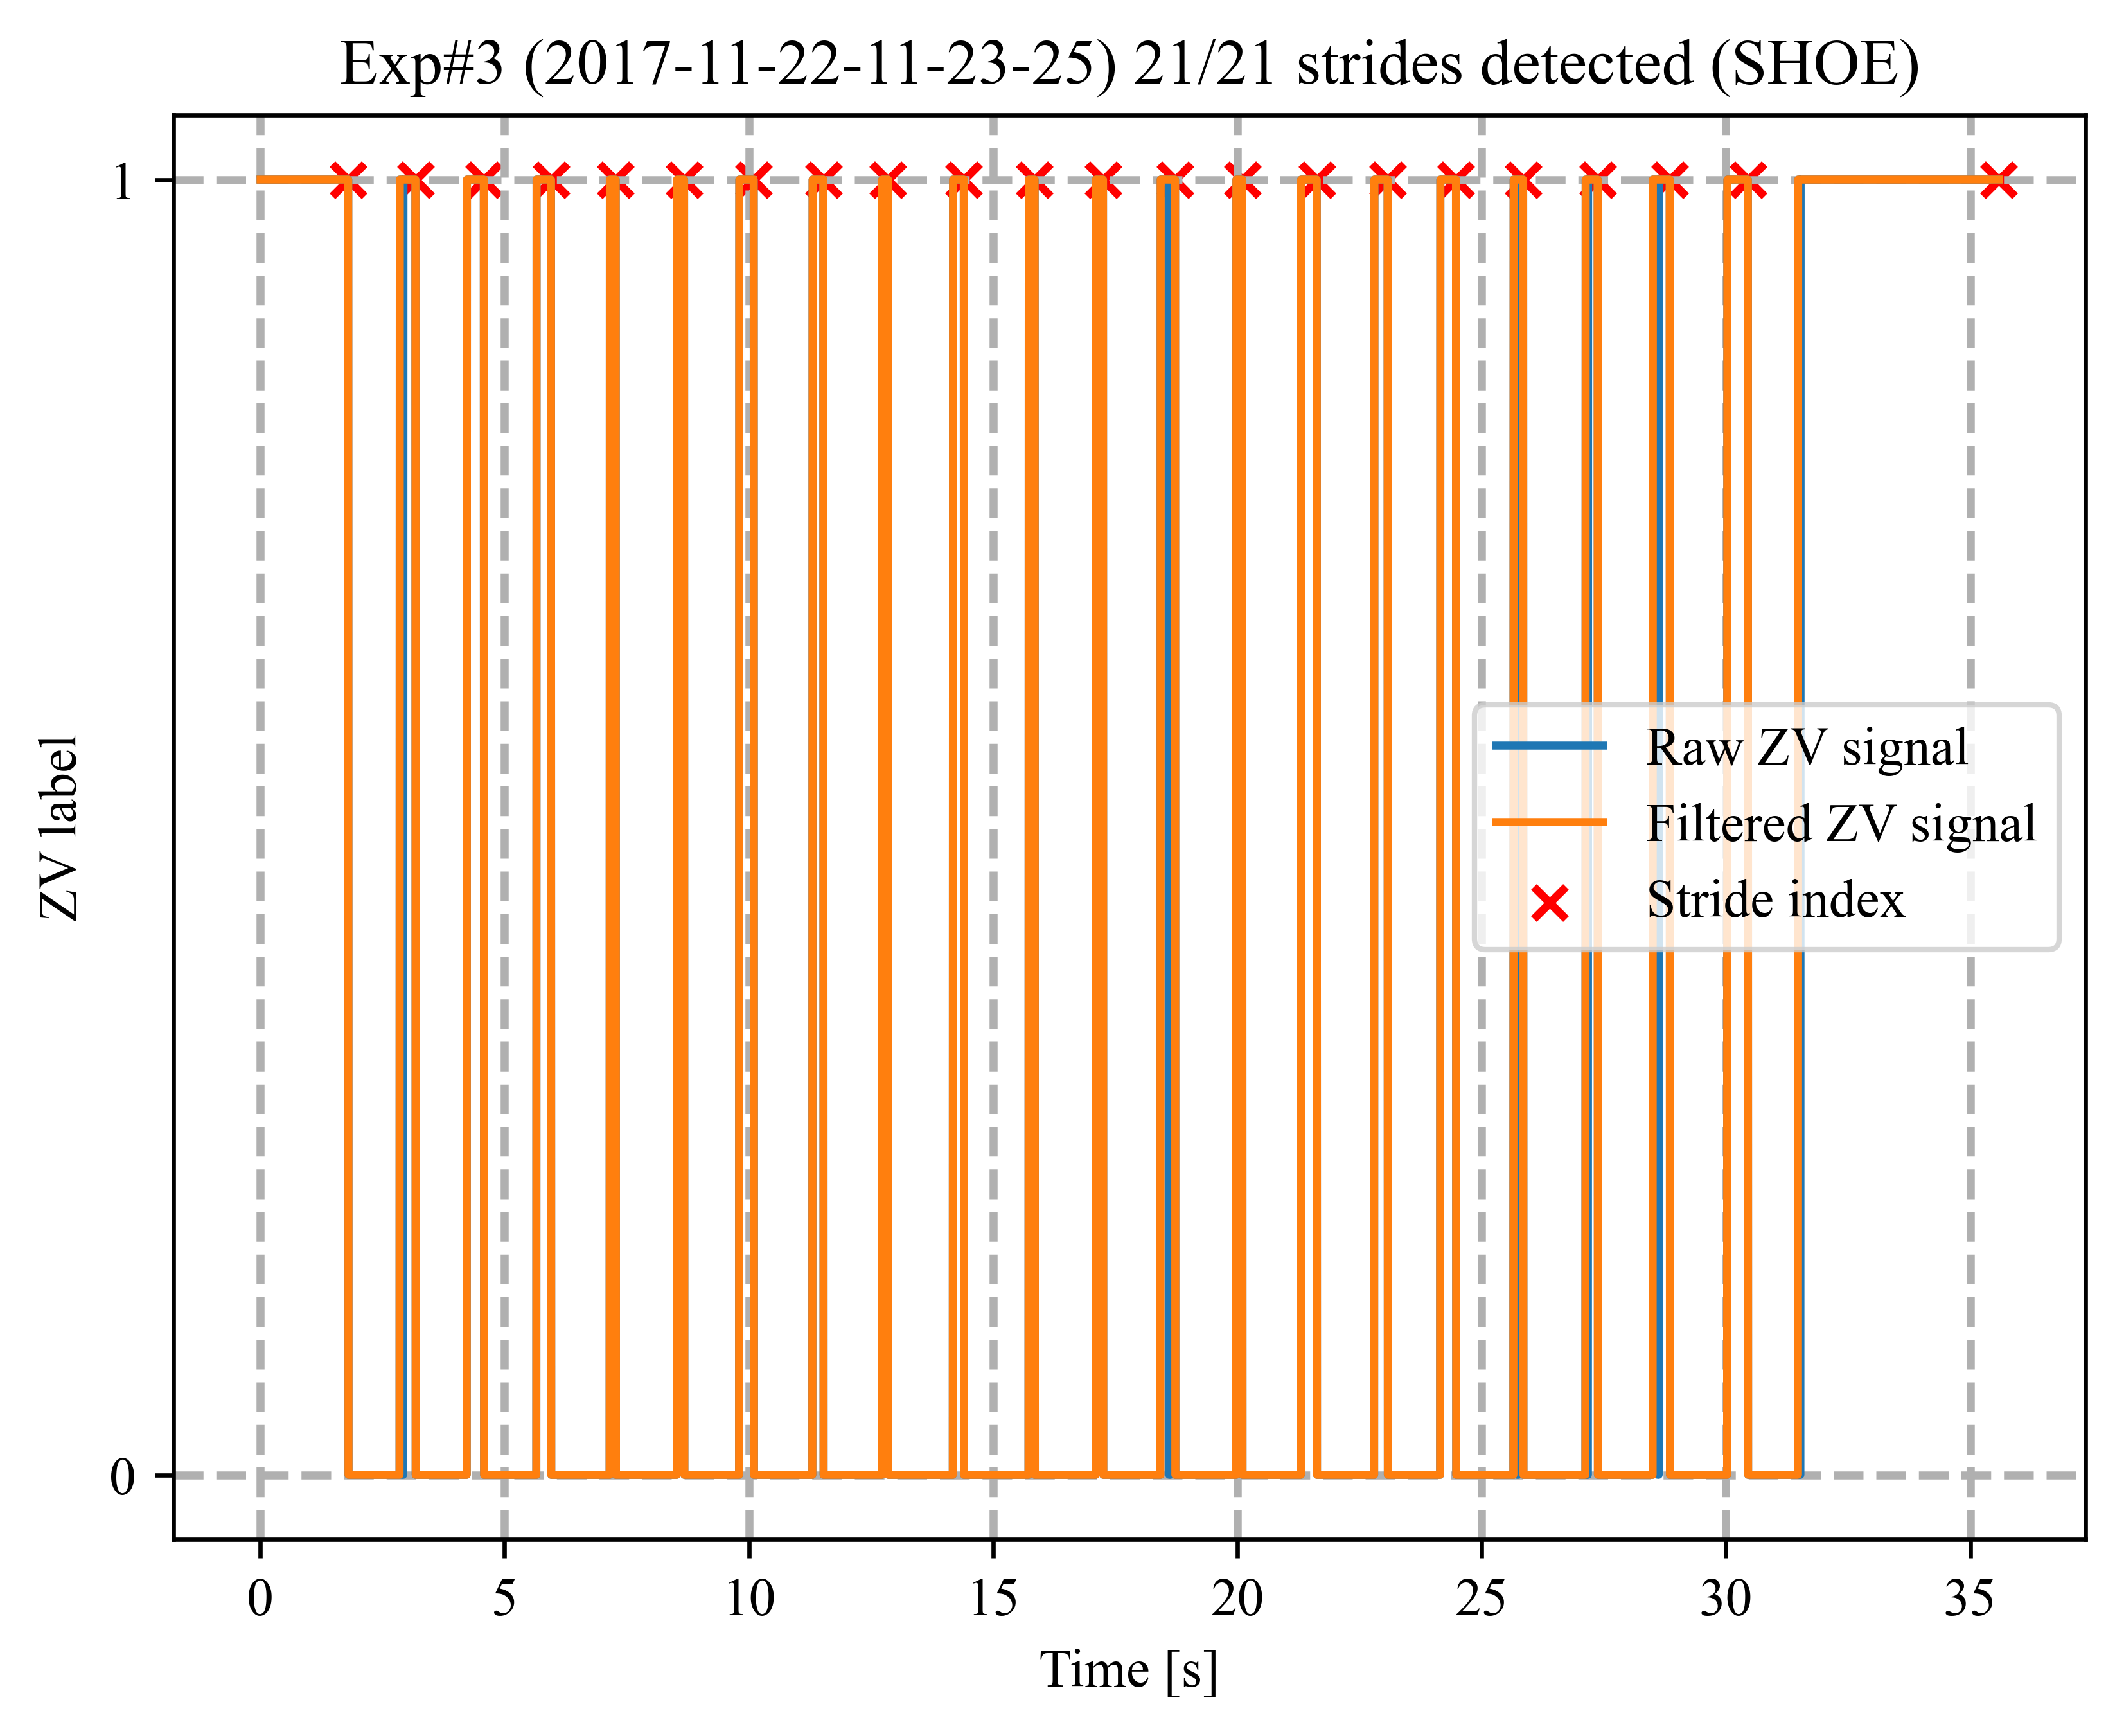 Exp#3 (2017-11-22-11-23-25) 21/21 strides detected (SHOE)
1
ZV label
Raw ZV signal
Filtered ZV signal
Stride index
0
0 5 10 15 20 25 30 35
Time [s]